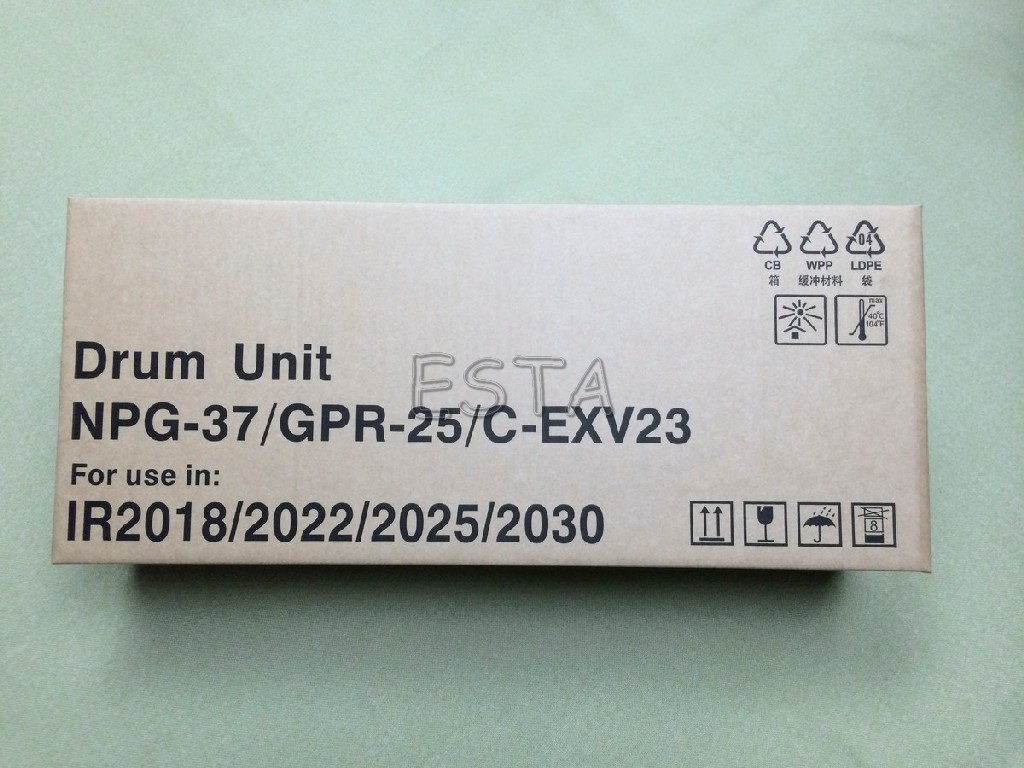 CB WPP LDPE
04
箱 缓冲材料 袋
max
40°C
104°F
Drum Unit
ESTA
NPG-37/GPR-25/C-EXV23
For use in:
IR2018/2022/2025/2030
8